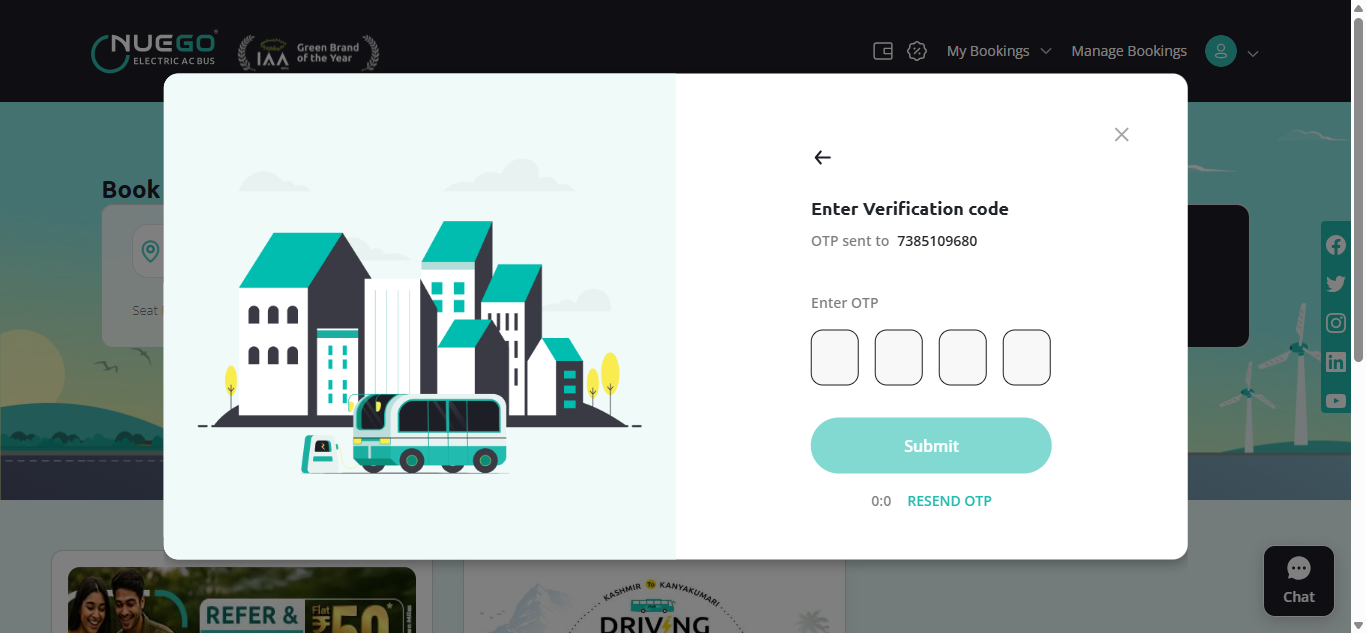 NUEGO
ELECTRIC AC BUS
IAA
Green Brand
of the Year
My Bookings
Manage Bookings
Book
Seat
Enter Verification code
OTP sent to 7385109680
Enter OTP
Submit
0:0 RESEND OTP
Chat
REFER &
Flat
₹50*
KASHMIR To KANYAKUMARI
DRIVING